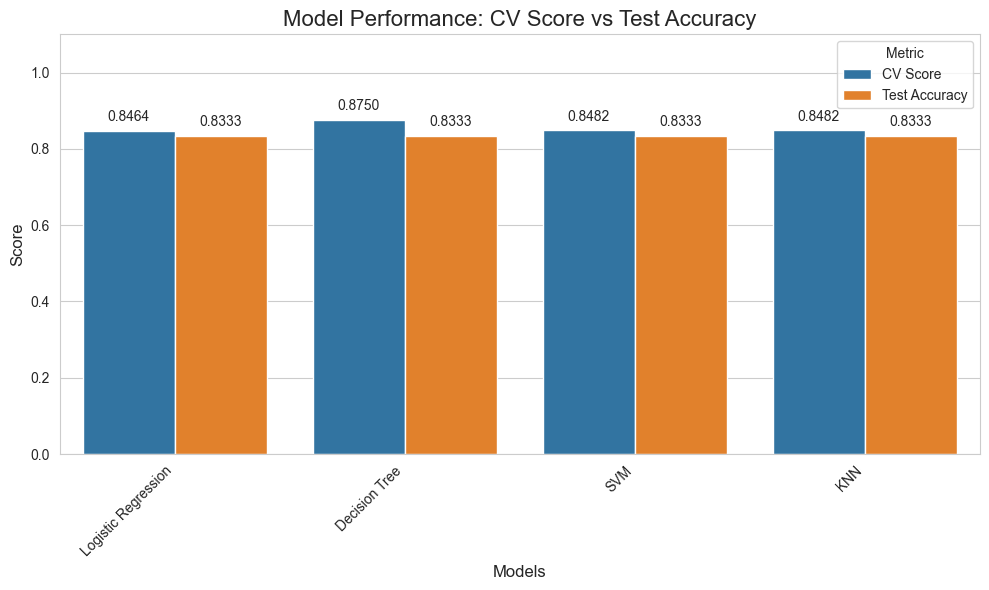 Model Performance: CV Score vs Test Accuracy
Metric
CV Score
Test Accuracy
0.8464
0.8333
0.8750
0.8333
0.8482
0.8333
0.8482
0.8333
Score
1.0
0.8
0.6
0.4
0.2
0.0
Logistic Regression
Decision Tree
SVM
KNN
Models